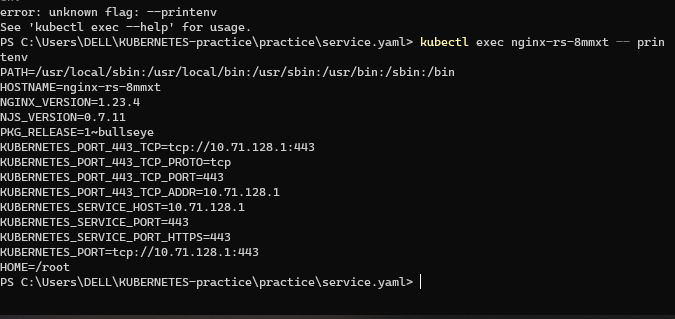 error: unknown flag: --printenv
See 'kubectl exec --help' for usage.
PS C:\Users\DELL\KUBERNETES-practice\practice\service.yaml> kubectl exec nginx-rs-8mmxt -- prin
tenv
PATH=/usr/local/sbin:/usr/local/bin:/usr/sbin:/usr/bin:/sbin:/bin
HOSTNAME=nginx-rs-8mmxt
NGINX_VERSION=1.23.4
NJS_VERSION=0.7.11
PKG_RELEASE=1~bullseye
KUBERNETES_PORT_443_TCP=tcp://10.71.128.1:443
KUBERNETES_PORT_443_TCP_PROTO=tcp
KUBERNETES_PORT_443_TCP_PORT=443
KUBERNETES_PORT_443_TCP_ADDR=10.71.128.1
KUBERNETES_SERVICE_HOST=10.71.128.1
KUBERNETES_SERVICE_PORT=443
KUBERNETES_SERVICE_PORT_HTTPS=443
KUBERNETES_PORT=tcp://10.71.128.1:443
HOME=/root
PS C:\Users\DELL\KUBERNETES-practice\practice\service.yaml>